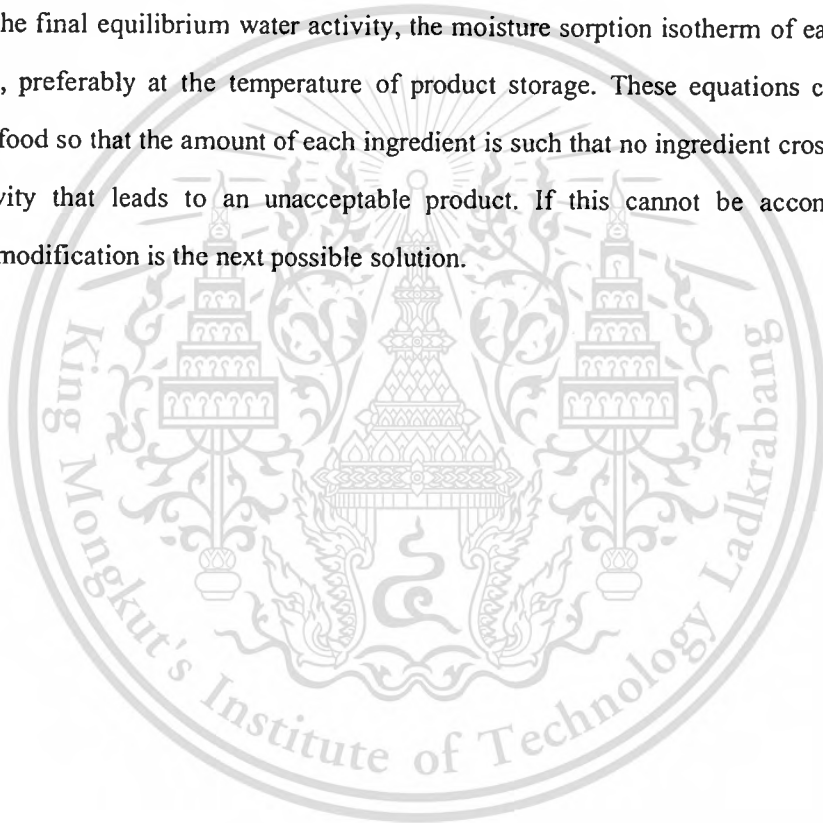 he final equilibrium water activity, the moisture sorption isotherm of ea
, preferably at the temperature of product storage. These equations c
food so that the amount of each ingredient is such that no ingredient cros
vity that leads to an unacceptable product. If this cannot be accon
modification is the next possible solution.
King Mongkut's Institute of Technology Ladkrabang